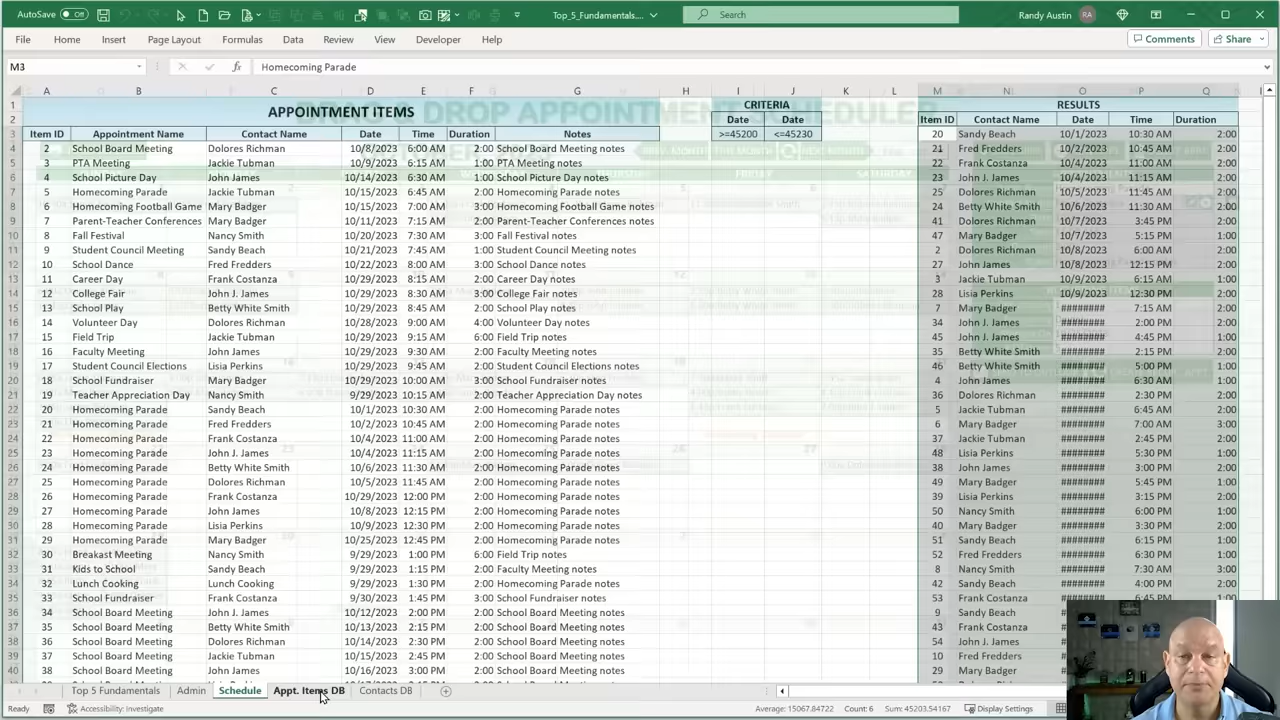 AutoSave Off Top_5_Fundamentals.... Search Randy Austin RA
File Home Insert Page Layout Formulas Data Review View Developer Help Comments Share
M3 fx Homecoming Parade
A B C D E F G H I J K L M N O P Q
1 APPOINTMENT ITEMS CRITERIA RESULTS
2 Date Date Item ID Contact Name Date Time Duration
3 Item ID Appointment Name Contact Name Date Time Duration Notes >=45200 <=45230 20 Sandy Beach 10/1/2023 10:30 AM 2:00
4 2 School Board Meeting Dolores Richman 10/8/2023 6:00 AM 2:00 School Board Meeting notes 21 Fred Fredders 10/2/2023 10:45 AM 2:00
5 3 PTA Meeting Jackie Tubman 10/9/2023 6:15 AM 1:00 PTA Meeting notes 22 Frank Costanza 10/4/2023 11:00 AM 2:00
6 4 School Picture Day John James 10/14/2023 6:30 AM 1:00 School Picture Day notes 23 John J. James 10/4/2023 11:15 AM 2:00
7 5 Homecoming Parade Jackie Tubman 10/15/2023 6:45 AM 2:00 Homecoming Parade notes 25 Dolores Richman 10/5/2023 11:45 AM 2:00
8 6 Homecoming Football Game Mary Badger 10/15/2023 7:00 AM 3:00 Homecoming Football Game notes 24 Betty White Smith 10/6/2023 11:30 AM 2:00
9 7 Parent-Teacher Conferences Mary Badger 10/11/2023 7:15 AM 2:00 Parent-Teacher Conferences notes 41 Dolores Richman 10/7/2023 3:45 PM 2:00
10 8 Fall Festival Nancy Smith 10/20/2023 7:30 AM 3:00 Fall Festival notes 47 Mary Badger 10/7/2023 5:15 PM 1:00
11 9 Student Council Meeting Sandy Beach 10/21/2023 7:45 AM 1:00 Student Council Meeting notes 2 Dolores Richman 10/8/2023 6:00 AM 2:00
12 10 School Dance Fred Fredders 10/22/2023 8:00 AM 3:00 School Dance notes 27 John James 10/8/2023 12:15 PM 2:00
13 11 Career Day Frank Costanza 10/29/2023 8:15 AM 2:00 Career Day notes 3 Jackie Tubman 10/9/2023 6:15 AM 1:00
14 12 College Fair John J. James 10/29/2023 8:30 AM 3:00 College Fair notes 28 Lisia Perkins 10/9/2023 12:30 PM 2:00
15 13 School Play Betty White Smith 10/29/2023 8:45 AM 2:00 School Play notes 7 Mary Badger ######## 7:15 AM 2:00
16 14 Volunteer Day Dolores Richman 10/28/2023 9:00 AM 4:00 Volunteer Day notes 34 John J. James ######## 2:00 PM 2:00
17 15 Field Trip Jackie Tubman 10/29/2023 9:15 AM 6:00 Field Trip notes 45 John J. James ######## 4:45 PM 1:00
18 16 Faculty Meeting John James 10/29/2023 9:30 AM 2:00 Faculty Meeting notes 35 Betty White Smith ######## 2:15 PM 2:00
19 17 Student Council Elections Lisia Perkins 10/29/2023 9:45 AM 2:00 Student Council Elections notes 46 Betty White Smith ######## 5:00 PM 1:00
20 18 School Fundraiser Mary Badger 10/29/2023 10:00 AM 3:00 School Fundraiser notes 4 John James ######## 6:30 AM 1:00
21 19 Teacher Appreciation Day Nancy Smith 9/29/2023 10:15 AM 2:00 Teacher Appreciation Day notes 36 Dolores Richman ######## 2:30 PM 2:00
22 20 Homecoming Parade Sandy Beach 10/1/2023 10:30 AM 2:00 Homecoming Parade notes 5 Jackie Tubman ######## 6:45 AM 2:00
23 21 Homecoming Parade Fred Fredders 10/2/2023 10:45 AM 2:00 Homecoming Parade notes 6 Mary Badger ######## 7:00 AM 3:00
24 22 Homecoming Parade Frank Costanza 10/4/2023 11:00 AM 2:00 Homecoming Parade notes 37 Jackie Tubman ######## 2:45 PM 2:00
25 23 Homecoming Parade John J. James 10/4/2023 11:15 AM 2:00 Homecoming Parade notes 48 Lisia Perkins ######## 5:30 PM 1:00
26 24 Homecoming Parade Betty White Smith 10/6/2023 11:30 AM 2:00 Homecoming Parade notes 38 John James ######## 3:00 PM 2:00
27 25 Homecoming Parade Dolores Richman 10/5/2023 11:45 AM 2:00 Homecoming Parade notes 49 Mary Badger ######## 5:45 PM 1:00
28 26 Homecoming Parade Frank Costanza 10/29/2023 12:00 PM 2:00 Homecoming Parade notes 39 Lisia Perkins ######## 3:15 PM 2:00
29 27 Homecoming Parade John James 10/8/2023 12:15 PM 2:00 Homecoming Parade notes 50 Nancy Smith ######## 6:00 PM 1:00
30 28 Homecoming Parade Lisia Perkins 10/9/2023 12:30 PM 2:00 Homecoming Parade notes 40 Mary Badger ######## 3:30 PM 2:00
31 29 Homecoming Parade Mary Badger 10/25/2023 12:45 PM 2:00 Homecoming Parade notes 51 Sandy Beach ######## 6:15 PM 1:00
32 30 Breakast Meeting Nancy Smith 9/29/2023 1:00 PM 6:00 Field Trip notes 52 Fred Fredders ######## 6:30 PM 1:00
33 31 Kids to School Sandy Beach 9/29/2023 1:15 PM 2:00 Faculty Meeting notes 8 Nancy Smith ######## 7:30 AM 3:00
34 32 Lunch Cooking Lunch Cooking 9/29/2023 1:30 PM 2:00 Homecoming Parade notes 42 Sandy Beach ######## 4:00 PM 2:00
35 33 School Fundraiser Frank Costanza 9/30/2023 1:45 PM 3:00 School Fundraiser notes 53 Frank Costanza ######## 6:45 PM 1:00
36 34 School Board Meeting John J. James 10/12/2023 2:00 PM 2:00 School Board Meeting notes 9 Sandy Beach
37 35 School Board Meeting Betty White Smith 10/13/2023 2:15 PM 2:00 School Board Meeting notes 43 Frank Costanza
38 36 School Board Meeting Dolores Richman 10/14/2023 2:30 PM 2:00 School Board Meeting notes 54 John J. James
39 37 School Board Meeting Jackie Tubman 10/15/2023 2:45 PM 2:00 School Board Meeting notes 10 Fred Fredders
40 38 School Board Meeting John James 10/16/2023 3:00 PM 2:00 School Board Meeting notes 29 Mary Badger
Top 5 Fundamentals Admin Schedule Appt. Items DB Contacts DB
Ready Accessibility: Investigate Average: 15067.84722 Count: 6 Sum: 45203.54167 Display Settings